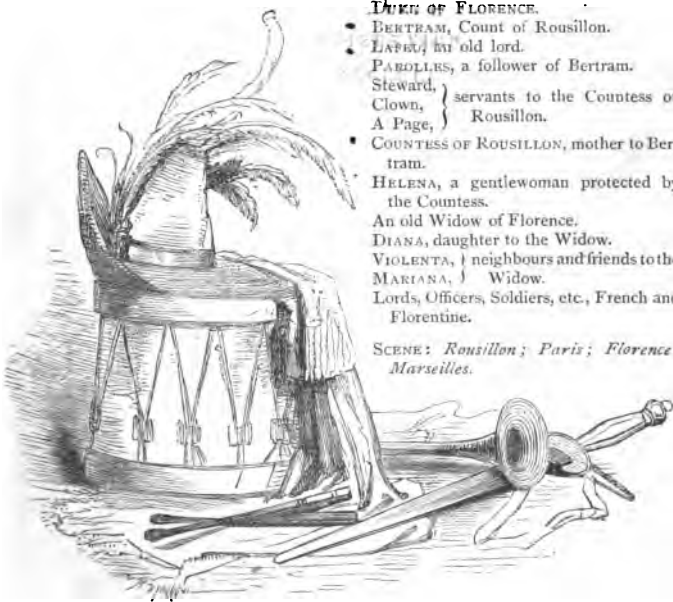 DUKE OF FLORENCE.
BERTRAM, Count of Rousillon.
LAFEU, an old lord.
PAROLLES, a follower of Bertram.
Steward,
Clown, } servants to the Countess of
A Page, } Rousillon.
COUNTESS OF ROUSILLON, mother to Ber-
tram.
HELENA, a gentlewoman protected by
the Countess.
An old Widow of Florence.
DIANA, daughter to the Widow.
VIOLENTA, } neighbours and friends to the
MARIANA, } Widow.
Lords, Officers, Soldiers, etc., French and
Florentine.
SCENE: Rousillon; Paris; Florence
Marseilles.